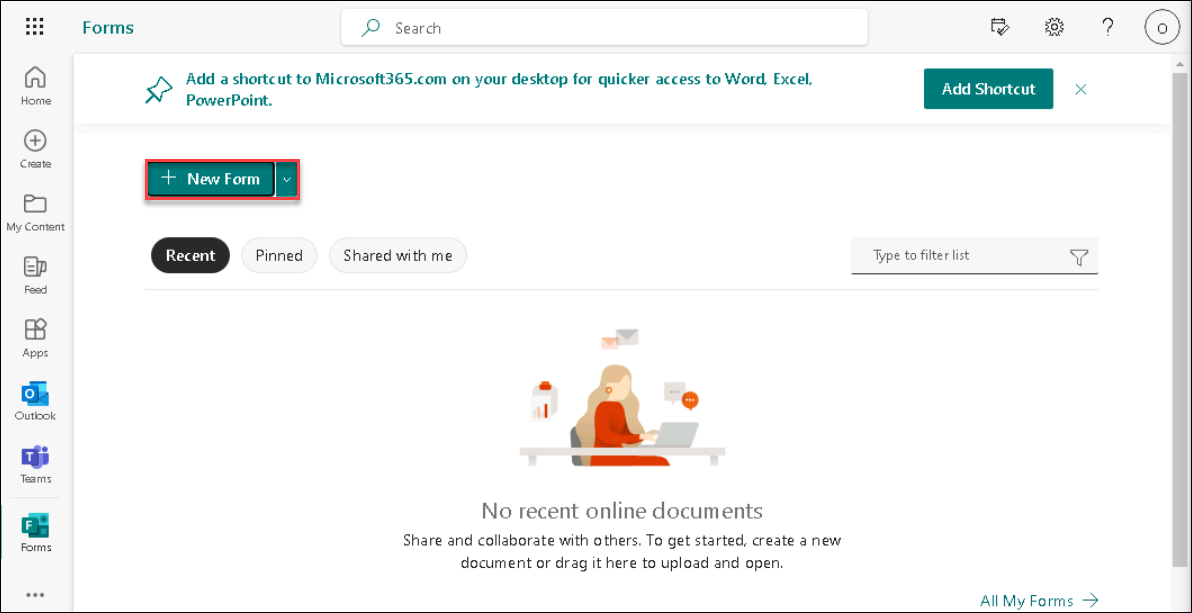 Forms
Search
O
Add a shortcut to Microsoft365.com on your desktop for quicker access to Word, Excel,
PowerPoint.
Add Shortcut
Home
Create
My Content
Feed
Apps
Outlook
Teams
Forms
New Form
Recent
Pinned
Shared with me
Type to filter list
No recent online documents
Share and collaborate with others. To get started, create a new
document or drag it here to upload and open.
All My Forms